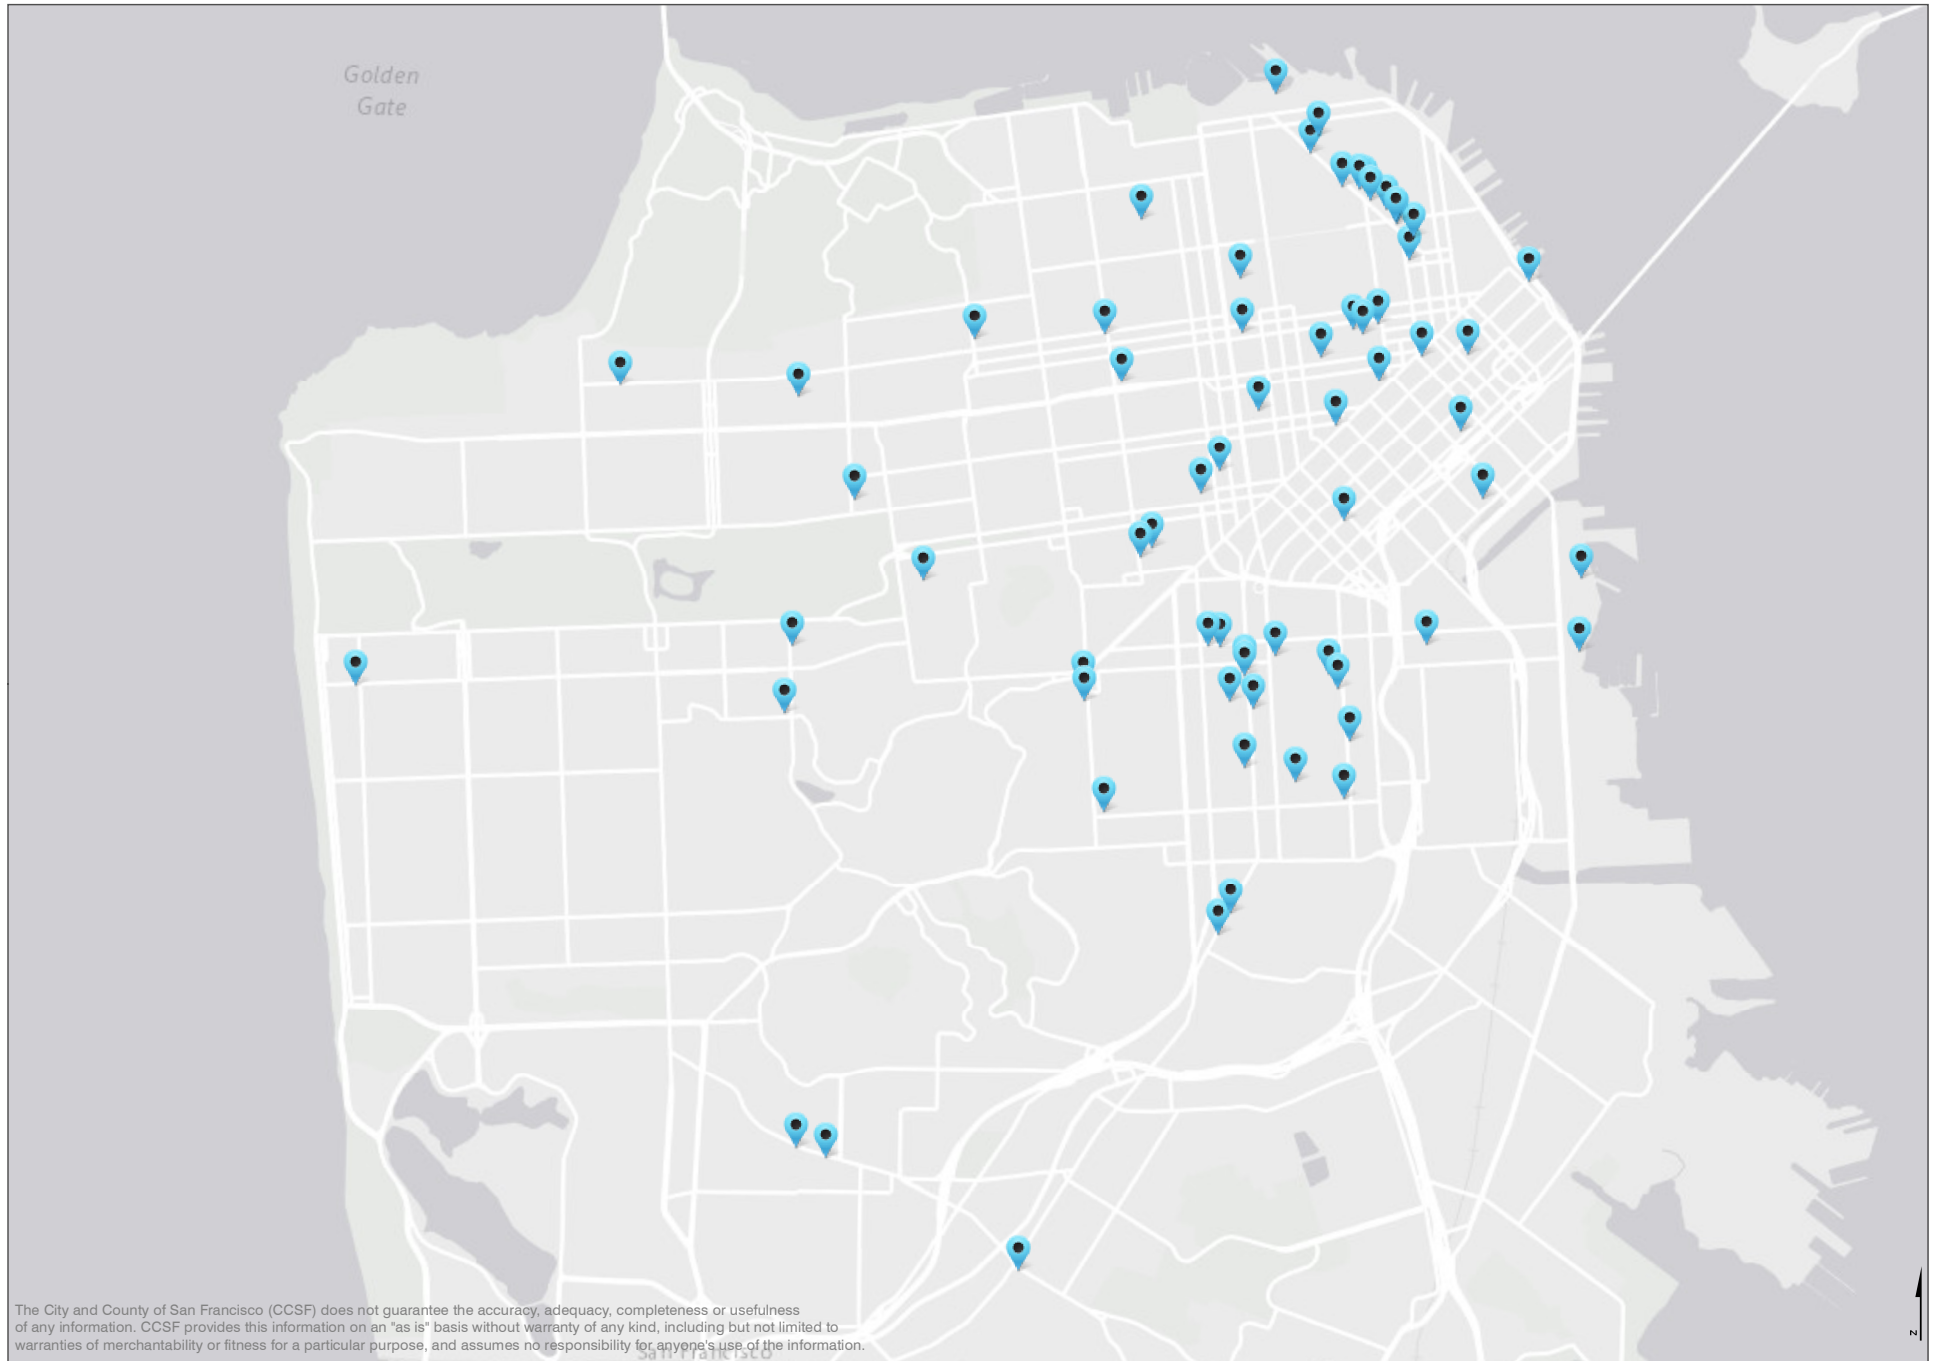 Golden
Gate
The City and County of San Francisco (CCSF) does not guarantee the accuracy, adequacy, completeness or usefulness
of any information. CCSF provides this information on an "as is" basis without warranty of any kind, including but not limited to
warranties of merchantability or fitness for a particular purpose, and assumes no responsibility for anyone's use of the information.
San Francisco
z